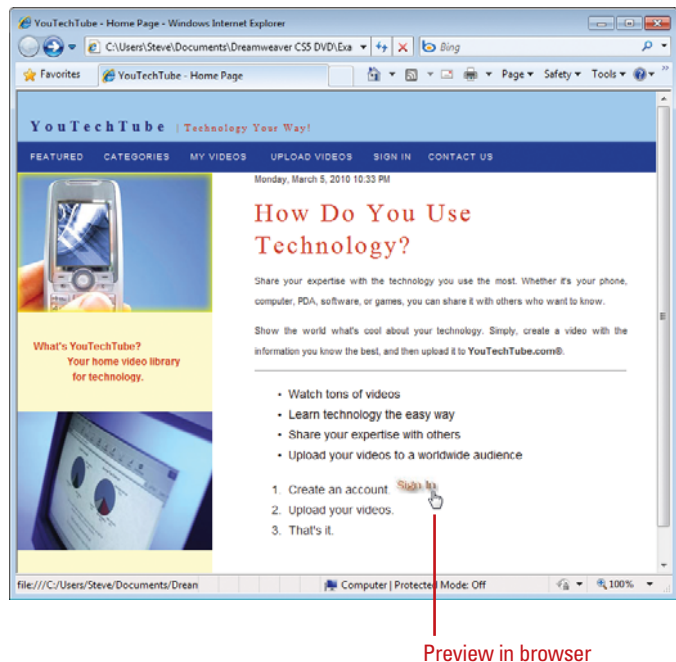 YouTechTube - Home Page - Windows Internet Explorer
C:\Users\Steve\Documents\Dreamweaver CS5 DVD\Exa
Bing
Favorites
YouTechTube - Home Page
Page
Safety
Tools
YouTechTube | Technology Your Way!
FEATURED CATEGORIES MY VIDEOS UPLOAD VIDEOS SIGN IN CONTACT US
Monday, March 5, 2010 10:33 PM
How Do You Use
Technology?
Share your expertise with the technology you use the most. Whether it's your phone,
computer, PDA, software, or games, you can share it with others who want to know.
Show the world what's cool about your technology. Simply, create a video with the
information you know the best, and then upload it to YouTechTube.com®.
What's YouTechTube?
Your home video library
for technology.
• Watch tons of videos
• Learn technology the easy way
• Share your expertise with others
• Upload your videos to a worldwide audience
1. Create an account. Sign In
2. Upload your videos.
3. That's it.
file:///C:/Users/Steve/Documents/Drean
Computer | Protected Mode: Off
100%
Preview in browser